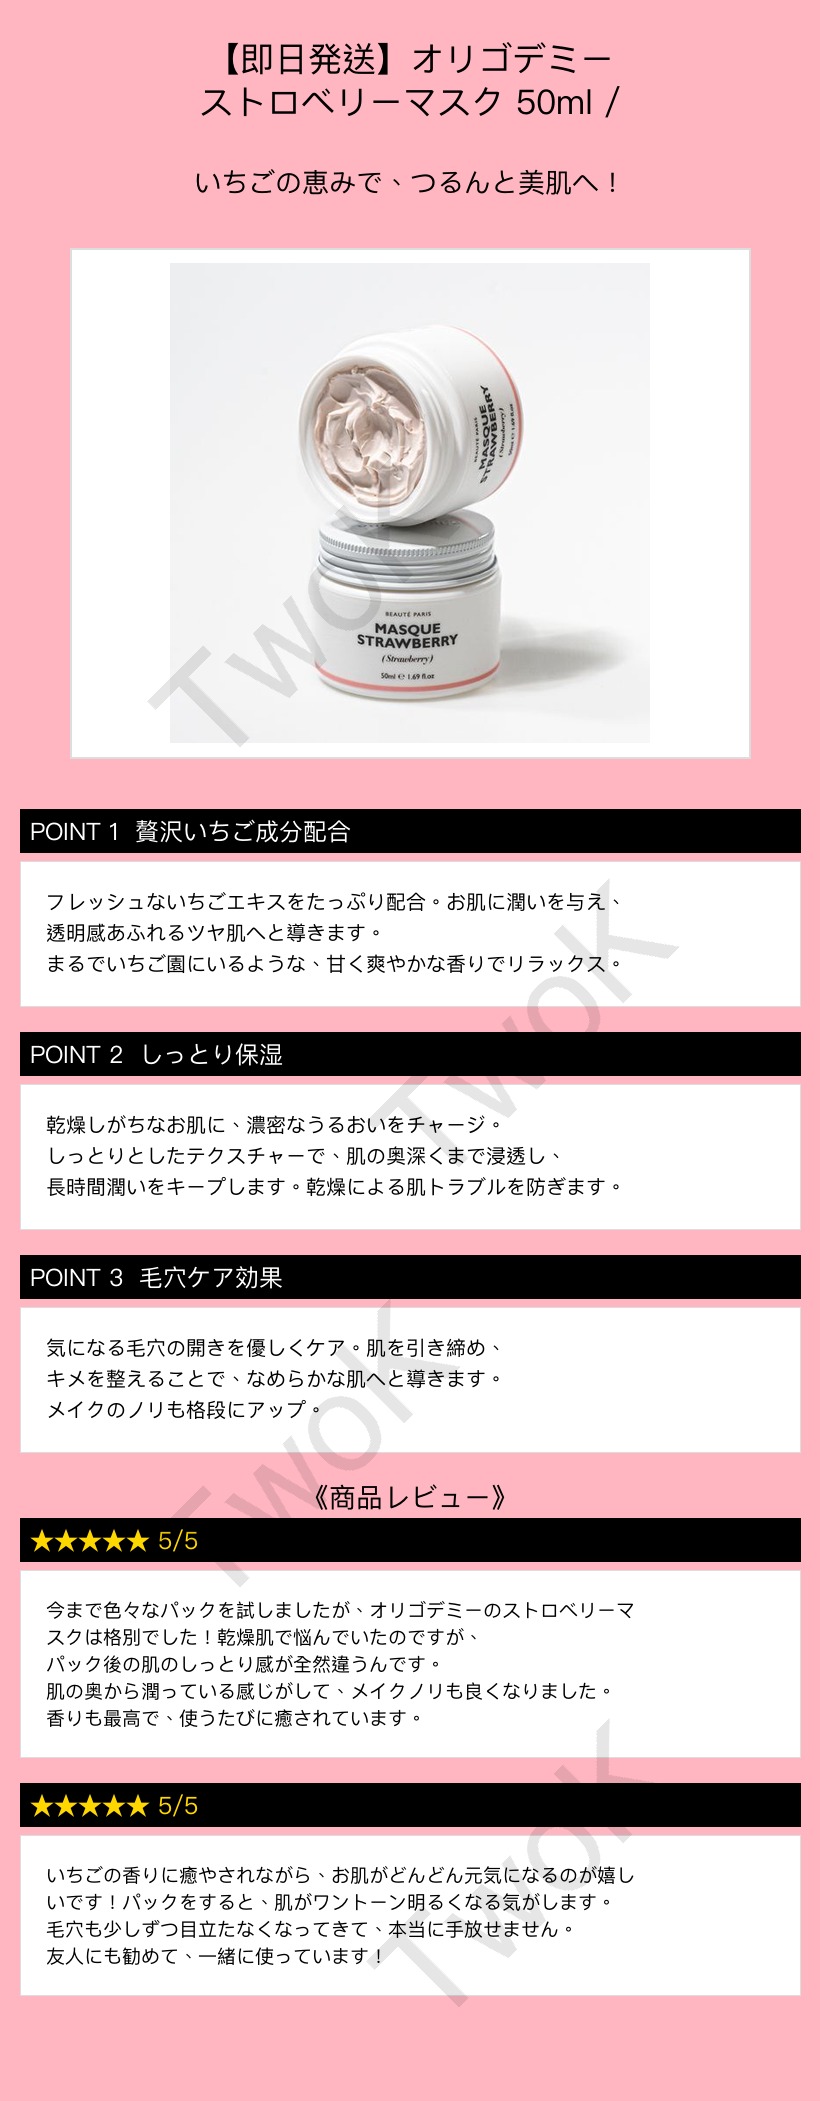 【即日発送】オリゴデミー
ストロベリーマスク 50ml /
いちごの恵みで、つるんと美肌へ！
BEAUTÉ PARIS
MASQUE
STRAWBERRY
(Strawberry)
50ml ℮ 1.69 fl.oz
BEAUTÉ PARIS
MASQUE
STRAWBERRY
(Strawberry)
50ml ℮ 1.69 fl.oz
TwoK
POINT 1 贅沢いちご成分配合
フレッシュないちごエキスをたっぷり配合。お肌に潤いを与え、
透明感あふれるツヤ肌へと導きます。
まるでいちご園にいるような、甘く爽やかな香りでリラックス。
TwoK
POINT 2 しっとり保湿
乾燥しがちなお肌に、濃密なうるおいをチャージ。
しっとりとしたテクスチャーで、肌の奥深くまで浸透し、
長時間潤いをキープします。乾燥による肌トラブルを防ぎます。
POINT 3 毛穴ケア効果
気になる毛穴の開きを優しくケア。肌を引き締め、
キメを整えることで、なめらかな肌へと導きます。
メイクのノリも格段にアップ。
TwoK
《商品レビュー》
★★★★★ 5/5
今まで色々なパックを試しましたが、オリゴデミーのストロベリーマ
スクは格別でした！乾燥肌で悩んでいたのですが、
パック後の肌のしっとり感が全然違うんです。
肌の奥から潤っている感じがして、メイクノリも良くなりました。
香りも最高で、使うたびに癒されています。
★★★★★ 5/5
いちごの香りに癒やされながら、お肌がどんどん元気になるのが嬉し
いです！パックをすると、肌がワントーン明るくなる気がします。
毛穴も少しずつ目立たなくなってきて、本当に手放せません。
友人にも勧めて、一緒に使っています！
TwoK